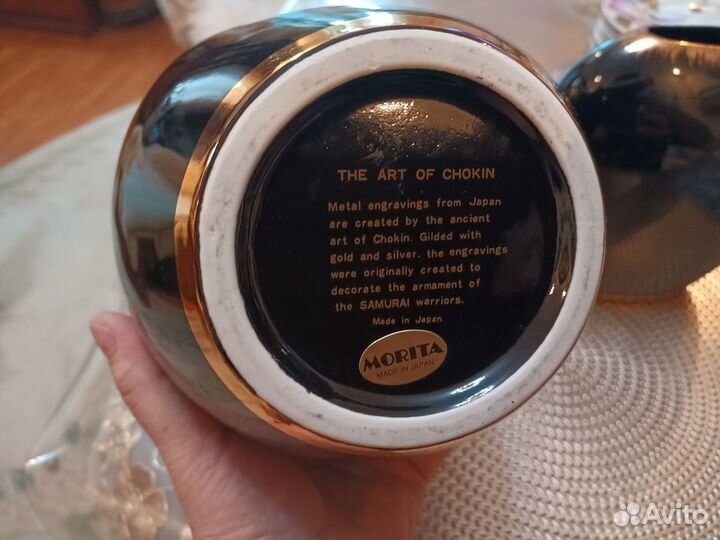 THE ART OF CHOKIN
Metal engravings from Japan
are created by the ancient
art of Chokin. Gilded with
gold and silver. the engravings
were originally created to
decorate the armament of
the SAMURAI warriors.
Made in Japan
MORITA
MADE IN JAPAN
Avito